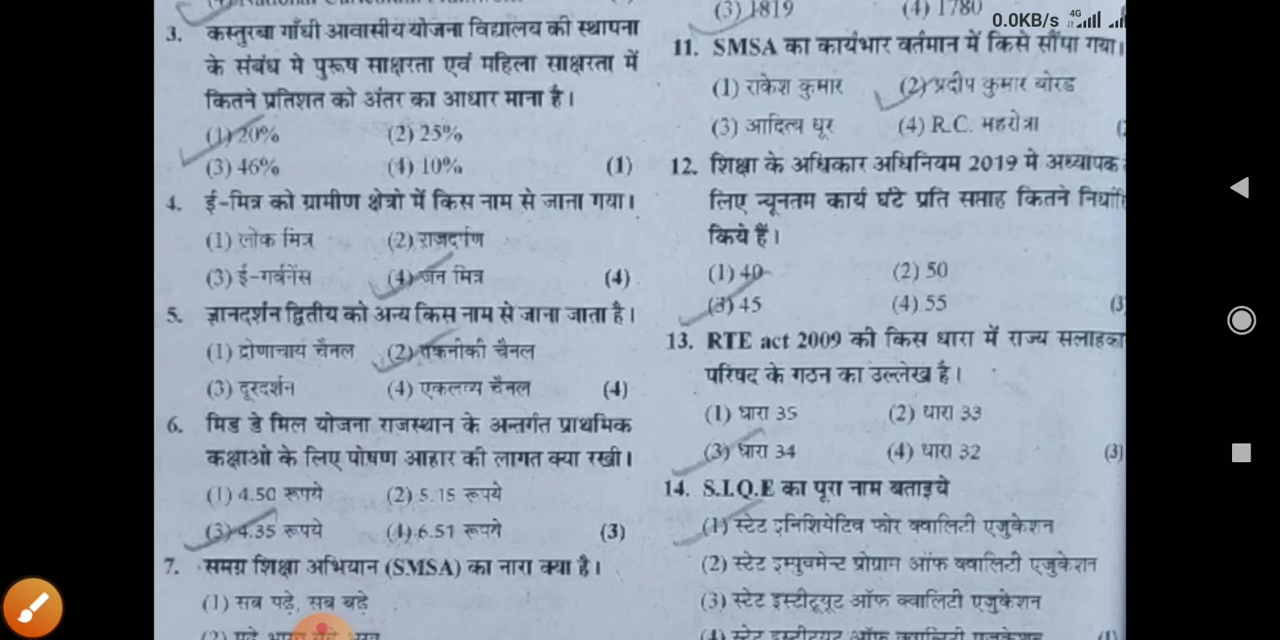 3. कस्तुरबा गाँधी आवासीय योजना विद्यालय की स्थापना
के संबंध मे पुरूष साक्षरता एवं महिला साक्षरता में
कितने प्रतिशत को अंतर का आधार माना है।
(1) 20% (2) 25%
(3) 46% (4) 10% (1)
4. ई-मित्र को ग्रामीण क्षेत्रो में किस नाम से जाना गया।
(1) लोक मित्र (2) राजदर्पण
(3) ई-गर्वनेंस (4) जन मित्र (4)
5. ज्ञानदर्शन द्वितीय को अन्य किस नाम से जाना जाता है।
(1) द्रोणाचार्य चैनल (2) तकनीकी चैनल
(3) दूरदर्शन (4) एकलव्य चैनल (4)
6. मिड डे मिल योजना राजस्थान के अन्तर्गत प्राथमिक
कक्षाओ के लिए पोषण आहार की लागत क्या रखी।
(1) 4.50 रूपये (2) 5.15 रूपये
(3) 4.35 रूपये (4) 6.51 रूपये (3)
7. समग्र शिक्षा अभियान (SMSA) का नारा क्या है।
(1) सब पढ़े, सब बढ़े
(3) 1819 (4) 1780
0.0KB/s 4G
11. SMSA का कार्यभार वर्तमान में किसे सौंपा गया।
(1) राकेश कुमार (2) प्रदीप कुमार बोरड
(3) आदित्य धूर (4) R.C. महरोत्रा
12. शिक्षा के अधिकार अधिनियम 2019 मे अध्यापक
लिए न्यूनतम कार्य घंटे प्रति सप्ताह कितने
किये हैं।
(1) 40 (2) 50
(3) 45 (4) 55 (3
13. RTE act 2009 की किस धारा में राज्य
परिषद के गठन का उल्लेख है।
(1) धारा 35 (2) धारा 33
(3) धारा 34 (4) धारा 32 (3)
14. S.I.Q.E का पूरा नाम बताइये
(1) स्टेट इनिशियेटिव फोर क्वालिटी एजुकेशन
(2) स्टेट इम्पुवमेन्ट प्रोग्राम ऑफ क्वालिटी एजुकेशन
(3) स्टेट इस्टीटूयूट ऑफ क्वालिटी एजुकेशन